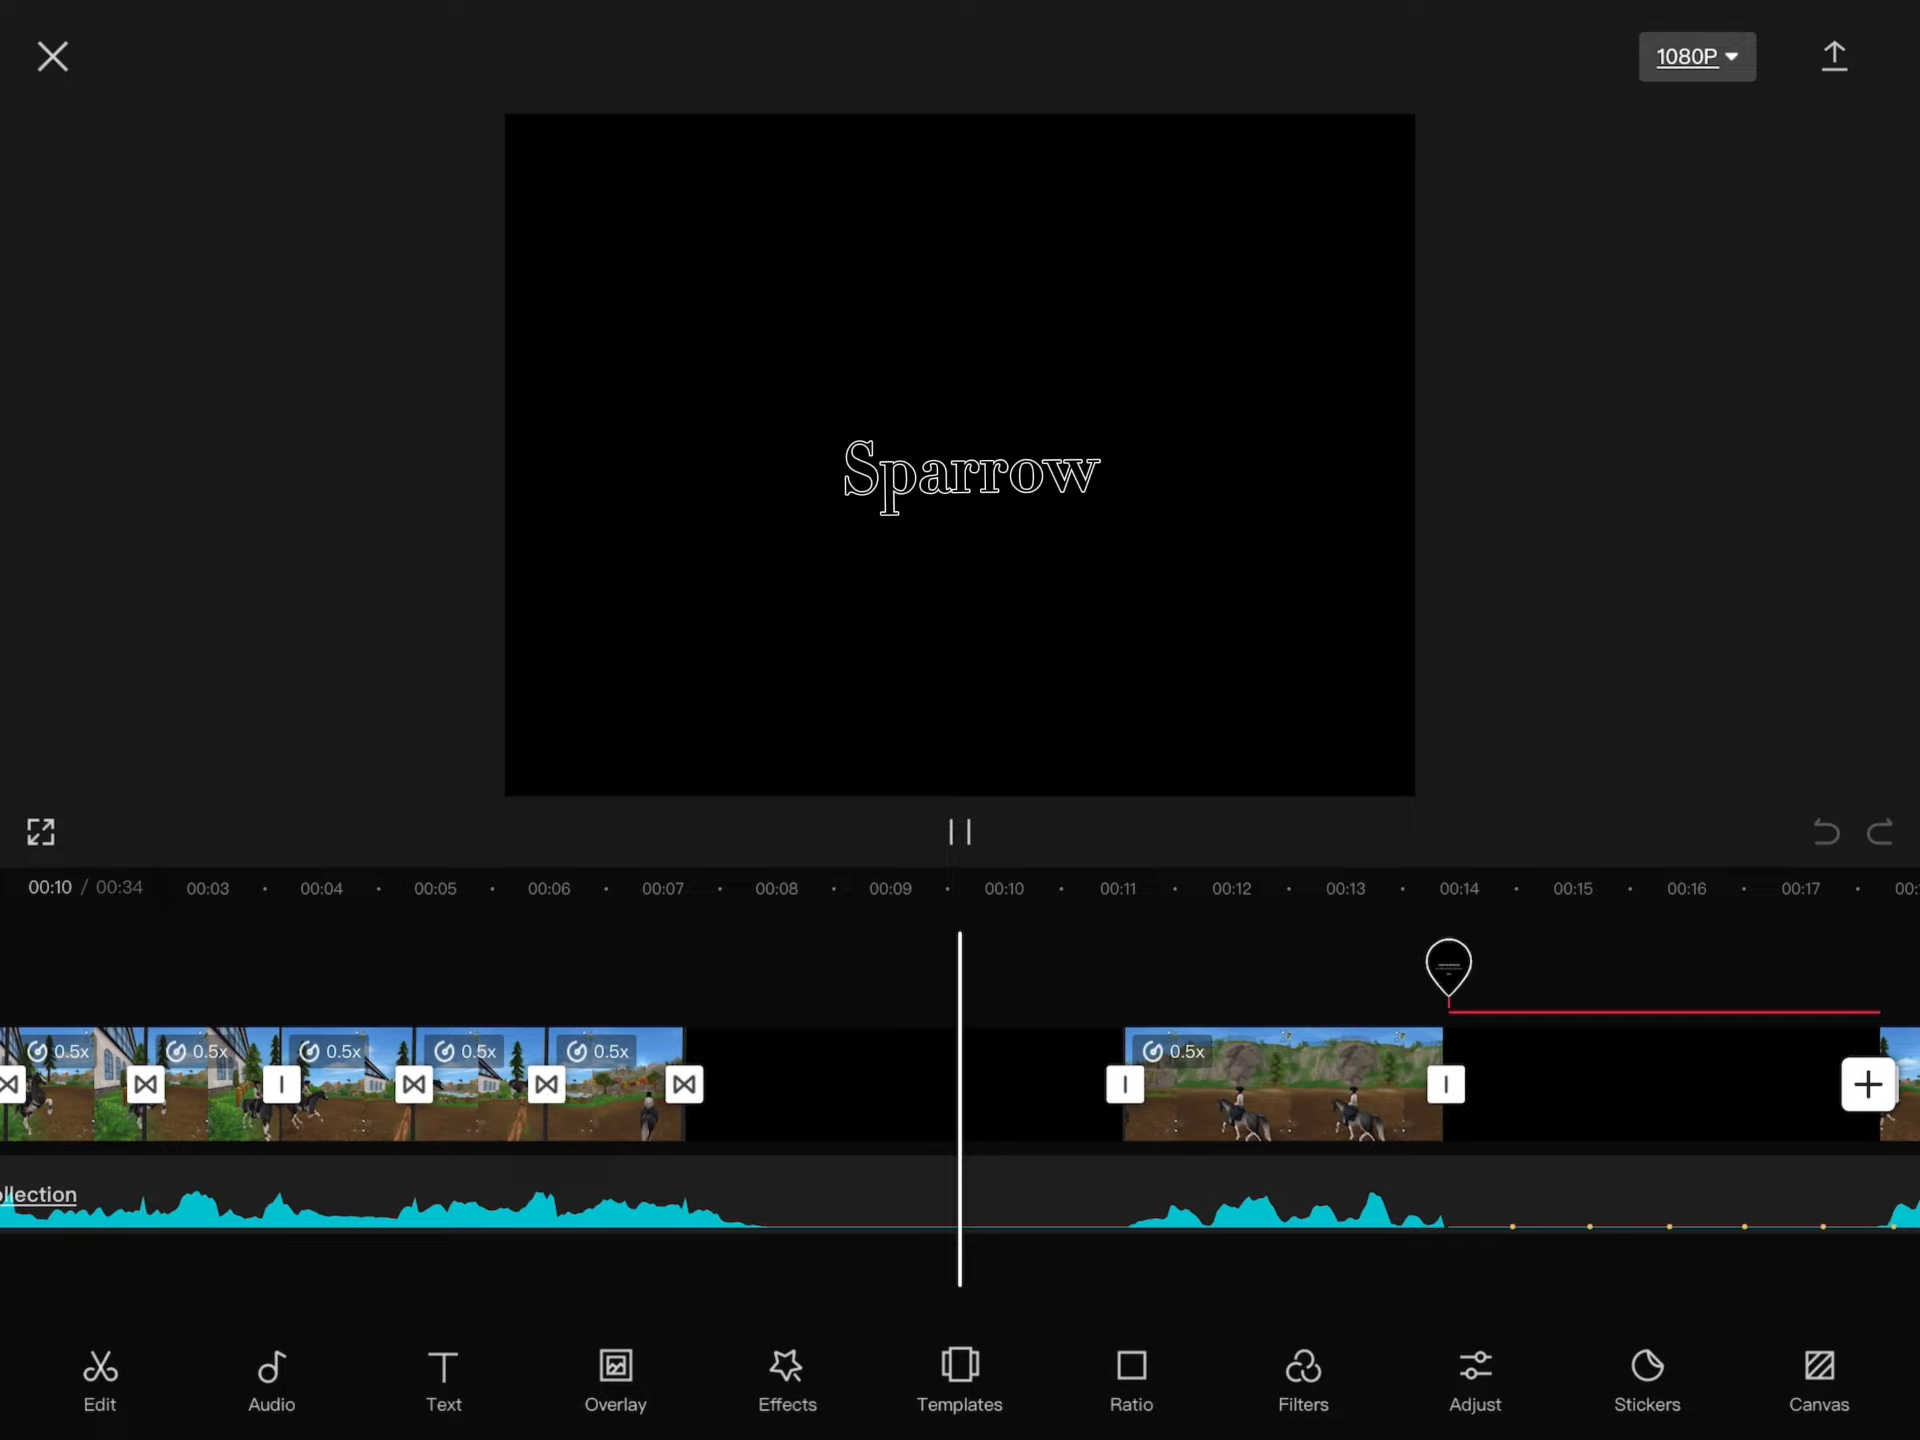 1080P
Sparrow
00:10 / 00:34 00:03 00:04 00:05 00:06 00:07 00:08 00:09 00:10 00:11 00:12 00:13 00:14 00:15 00:16 00:17 00:
0.5x 0.5x 0.5x 0.5x 0.5x 0.5x
llection
Edit Audio Text Overlay Effects Templates Ratio Filters Adjust Stickers Canvas